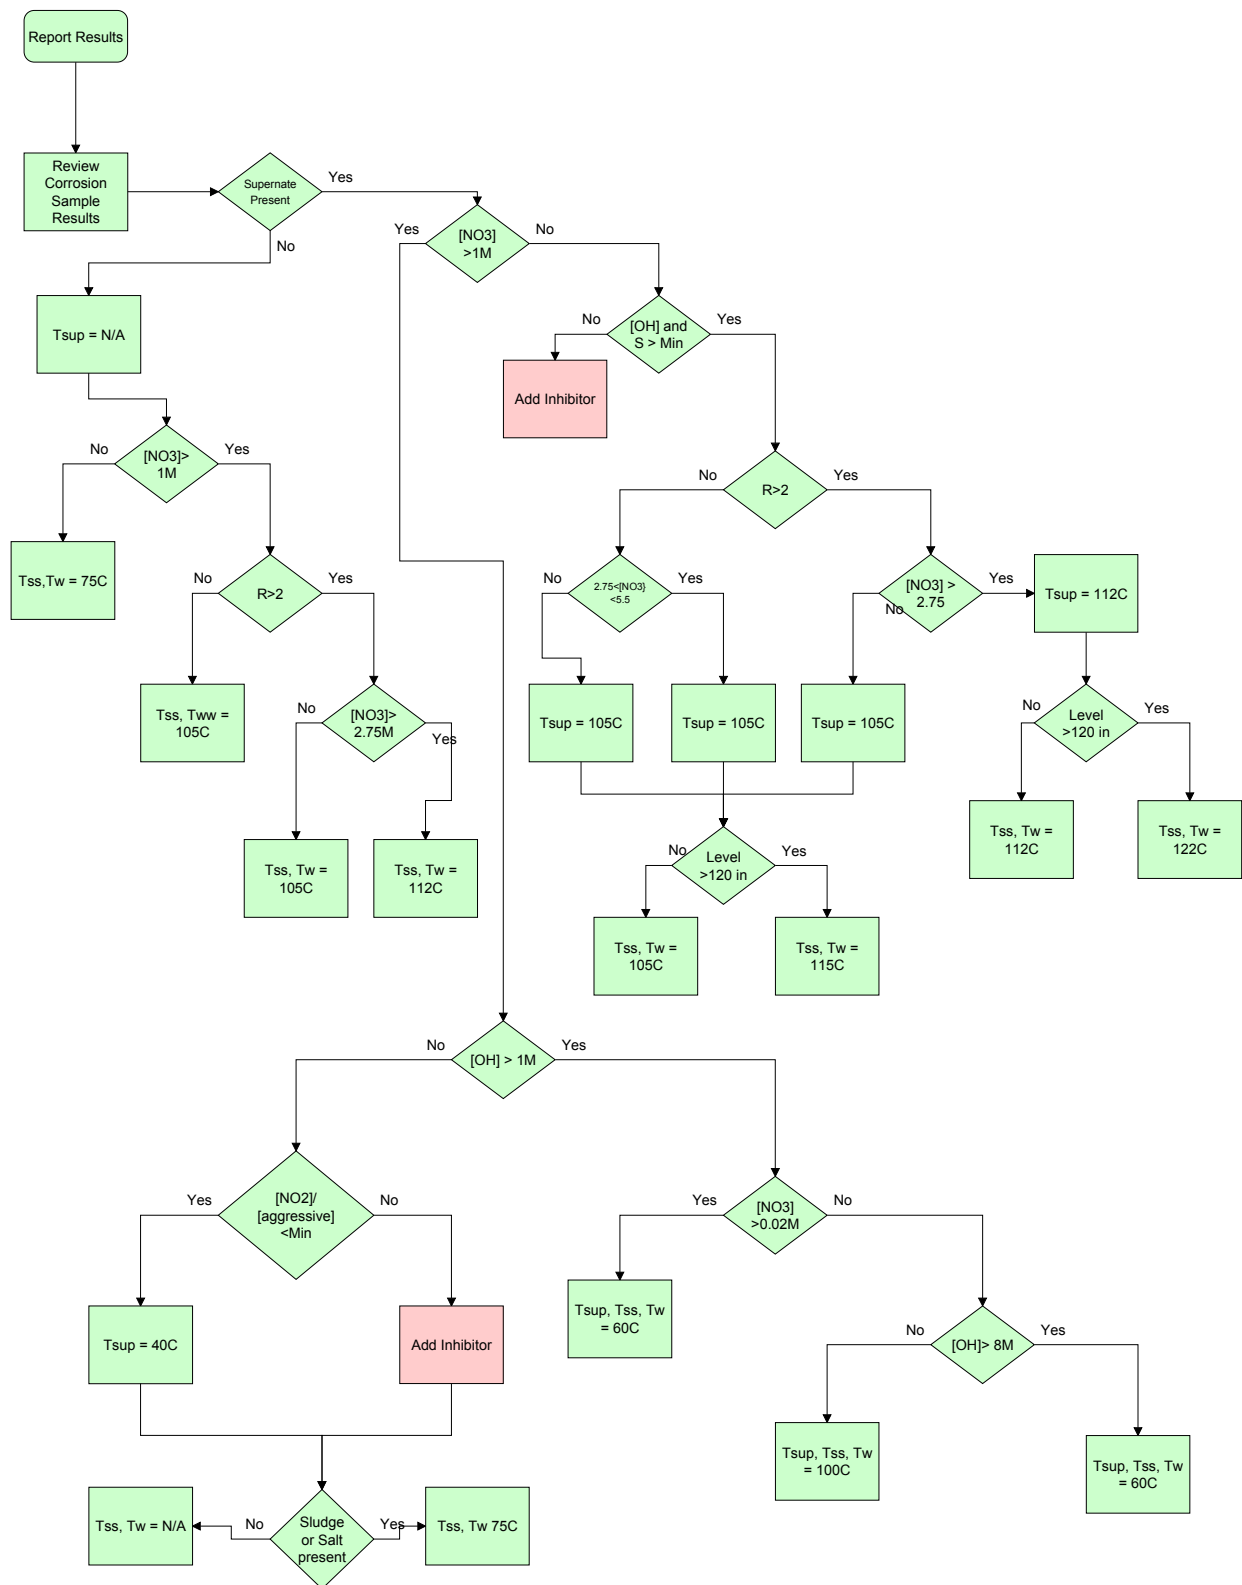 Report Results
Review
Corrosion
Sample
Results
Supernate
Present
Yes
No
[NO3]
>1M
Yes
No
Tsup = N/A
[OH] and
S > Min
No
Yes
Add Inhibitor
[NO3]>
1M
No
Yes
R>2
No
Yes
Tss,Tw = 75C
R>2
No
Yes
2.75<[NO3}
<5.5
No
Yes
[NO3] >
2.75
No
Yes
Tsup = 112C
Tss, Tww =
105C
[NO3]>
2.75M
No
Yes
Tsup = 105C
Tsup = 105C
Tsup = 105C
Level
>120 in
No
Yes
Tss, Tw =
112C
Tss, Tw =
122C
Tss, Tw =
105C
Tss, Tw =
112C
Level
>120 in
No
Yes
Tss, Tw =
105C
Tss, Tw =
115C
[OH] > 1M
No
Yes
[NO2]/
[aggressive]
<Min
Yes
No
[NO3]
>0.02M
Yes
No
Tsup, Tss, Tw
= 60C
Tsup = 40C
Add Inhibitor
[OH]> 8M
No
Yes
Tsup, Tss, Tw
= 100C
Tsup, Tss, Tw
= 60C
Tss, Tw = N/A
No
Sludge
or Salt
present
Yes
Tss, Tw 75C